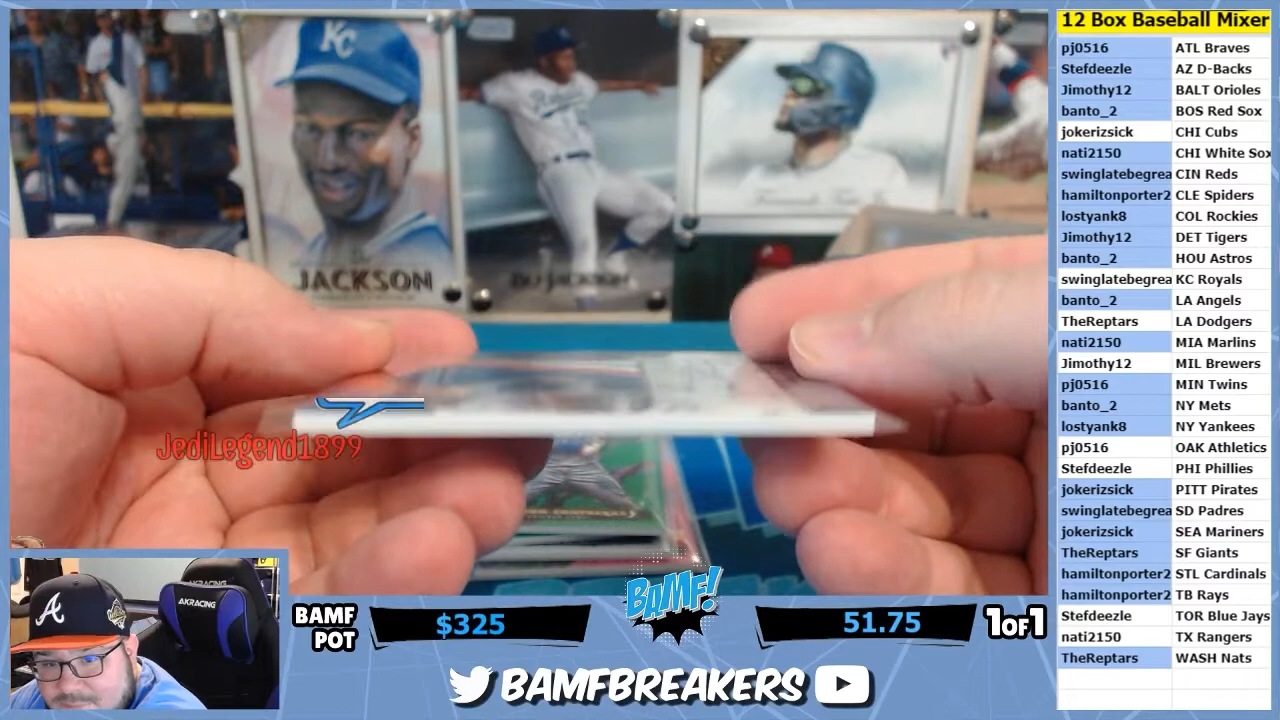 12 Box Baseball Mixer
pj0516 ATL Braves
Stefdeezle AZ D-Backs
Jimothy12 BALT Orioles
banto_2 BOS Red Sox
jokerizsick CHI Cubs
nati2150 CHI White Sox
swinglatebegrea CIN Reds
hamiltonporter2 CLE Spiders
lostyank8 COL Rockies
Jimothy12 DET Tigers
banto_2 HOU Astros
swinglatebegrea KC Royals
banto_2 LA Angels
TheReptars LA Dodgers
nati2150 MIA Marlins
Jimothy12 MIL Brewers
pj0516 MIN Twins
banto_2 NY Mets
lostyank8 NY Yankees
pj0516 OAK Athletics
Stefdeezle PHI Phillies
jokerizsick PITT Pirates
swinglatebegrea SD Padres
jokerizsick SEA Mariners
TheReptars SF Giants
hamiltonporter2 STL Cardinals
hamiltonporter2 TB Rays
Stefdeezle TOR Blue Jays
nati2150 TX Rangers
TheReptars WASH Nats
KC
JACKSON
BO JACKSON
JediLegend1899
A
AKRACING
AKRACING
BAMF
POT
$325
BAMF!
51.75
1OF1
BAMFBREAKERS